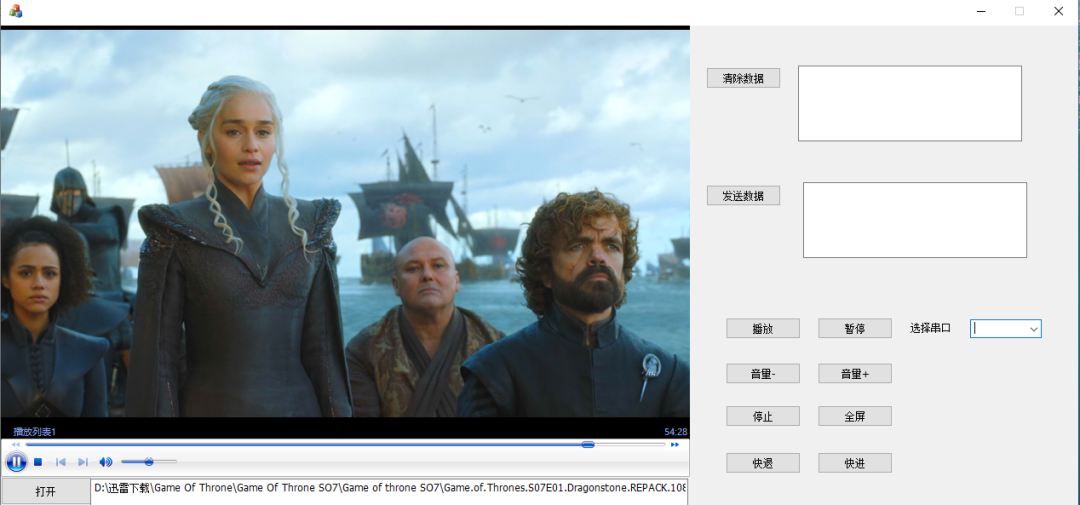 清除数据
发送数据
播放 暂停 选择串口
音量- 音量+
停止 全屏
快退 快进
播放列表1 54:28
打开 D:\迅雷下载\Game Of Throne\Game Of Throne SO7\Game of throne SO7\Game.of.Thrones.S07E01.Dragonstone.REPACK.108